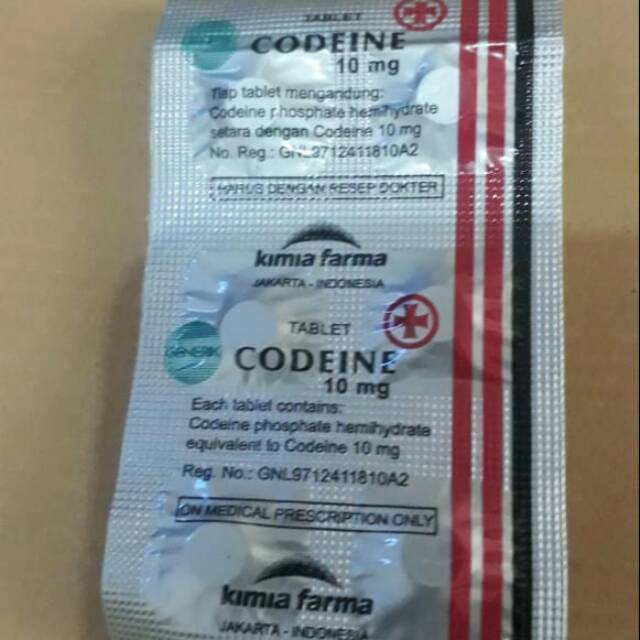 TABLET
CODEINE
10 mg
Tiap tablet mengandung:
Codeine phosphate hemihydrate
setara dengan Codeine 10 mg
No. Reg.: GNL9712411810A2
HARUS DENGAN RESEP DOKTER
kimia farma
JAKARTA - INDONESIA
GENERIK
TABLET
CODEINE
10 mg
Each tablet contains:
Codeine phosphate hemihydrate
equivalent to Codeine 10 mg
Reg. No.: GNL9712411810A2
ON MEDICAL PRESCRIPTION ONLY
kimia farma
JAKARTA - INDONESIA